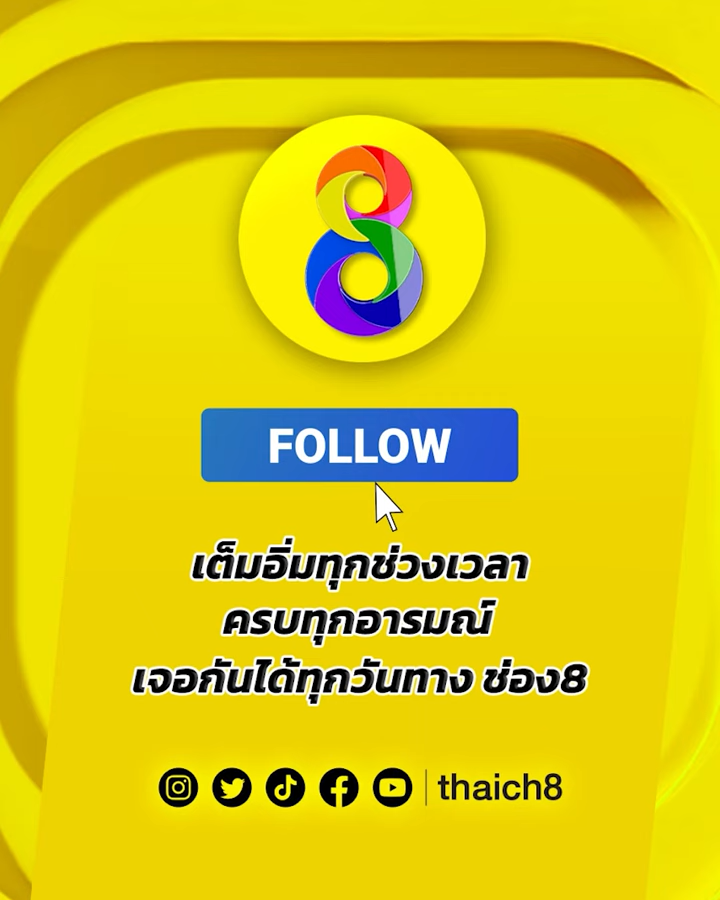 8
FOLLOW
เต็มอิ่มทุกช่วงเวลา
ครบทุกอารมณ์
เจอกันได้ทุกวันทาง ช่อง8
thaich8